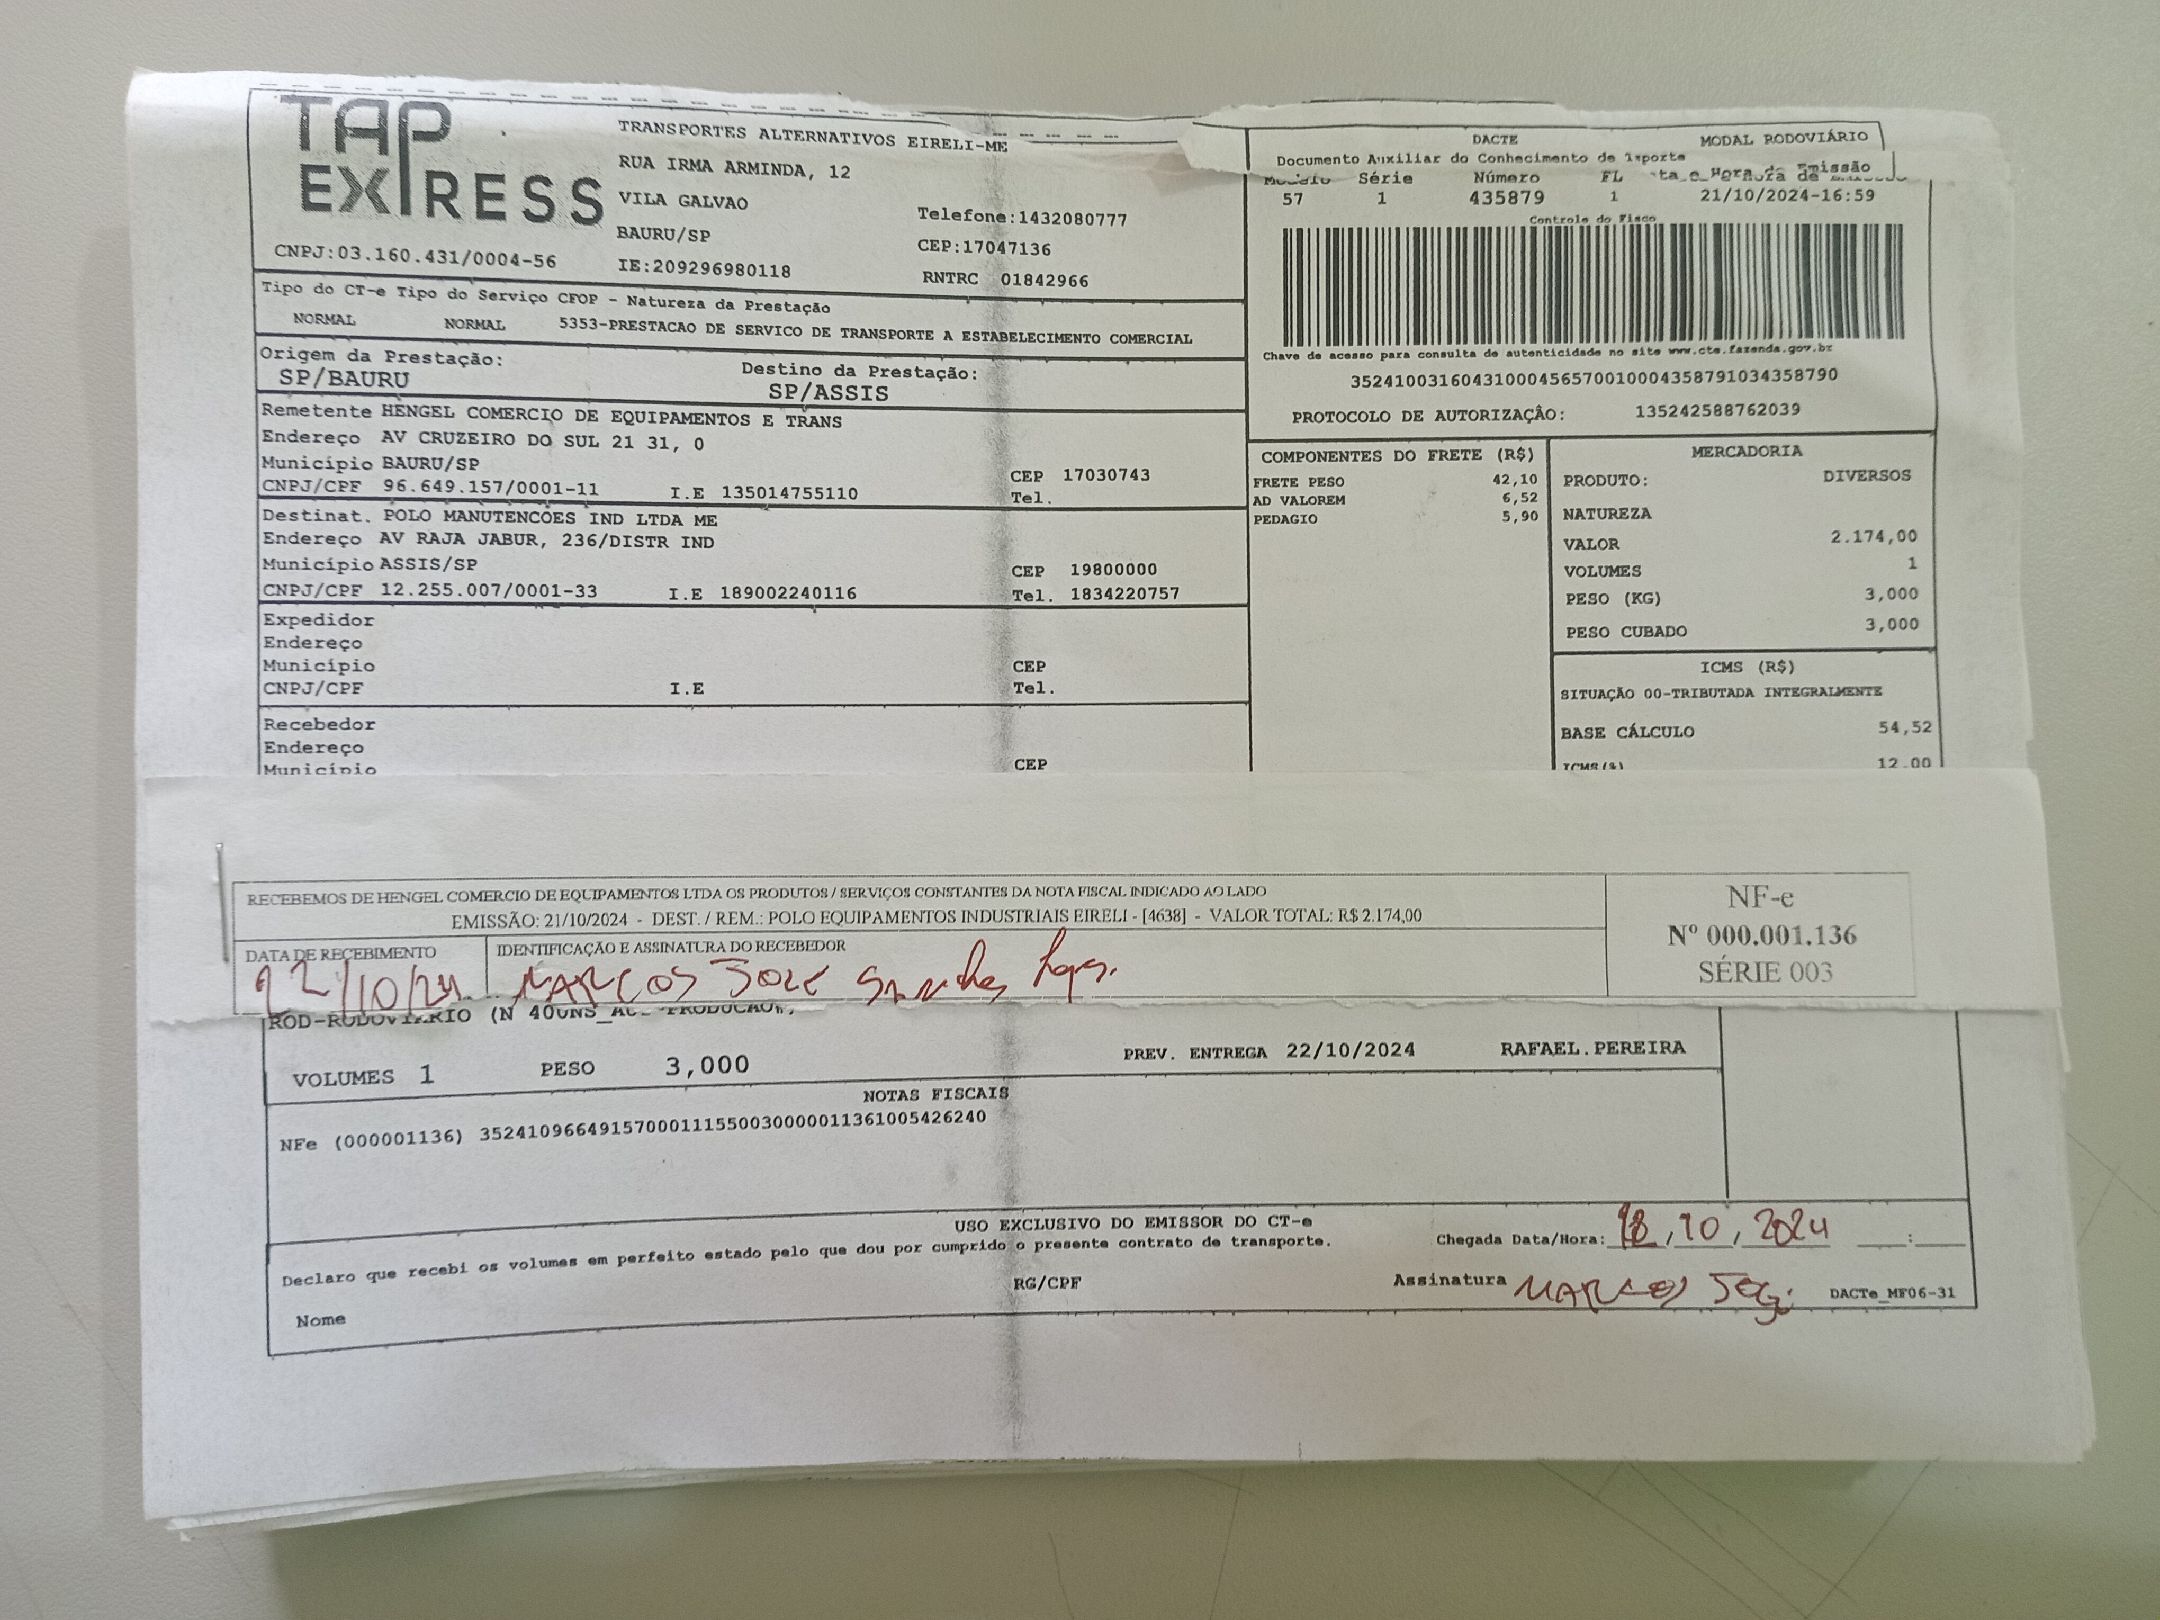 TAP EXPRESS
TRANSPORTES ALTERNATIVOS EIRELI-ME
RUA IRMA ARMINDA, 12
VILA GALVAO
BAURU/SP
IE:209296980118
Telefone:1432080777
CEP:17047136
RNTRC 01842966
CNPJ:03.160.431/0004-56
DACTE
MODAL RODOVIÁRIO
Documento Auxiliar do Conhecimento de
Série Número FL Hora Emissão
57 1 435879 1 21/10/2024-16:59
Controle do Fisco
Chave de acesso para consulta de autenticidade no site www.cte.fazenda.gov.br
35241003160431000456570010004358791034358790
PROTOCOLO DE AUTORIZAÇÂO: 135242588762039
Tipo do CT-e Tipo do Serviço CFOP - Natureza da Prestação
NORMAL NORMAL 5353-PRESTACAO DE SERVICO DE TRANSPORTE A ESTABELECIMENTO COMERCIAL
Origem da Prestação:
SP/BAURU
Destino da Prestação:
SP/ASSIS
Remetente HENGEL COMERCIO DE EQUIPAMENTOS E TRANS
Endereço AV CRUZEIRO DO SUL 21 31, 0
Município BAURU/SP CEP 17030743
CNPJ/CPF 96.649.157/0001-11 I.E 135014755110 Tel.
Destinat. POLO MANUTENCÕES IND LTDA ME
Endereço AV RAJA JABUR, 236/DISTR IND
Município ASSIS/SP CEP 19800000
CNPJ/CPF 12.255.007/0001-33 I.E 189002240116 Tel. 1834220757
Expedidor
Endereço
Município CEP
CNPJ/CPF I.E Tel.
Recebedor
Endereço
Município CEP
COMPONENTES DO FRETE (R$)
FRETE PESO 42,10
AD VALOREM 6,52
PEDAGIO 5,90
MERCADORIA
PRODUTO: DIVERSOS
NATUREZA
VALOR 2.174,00
VOLUMES 1
PESO (KG) 3,000
PESO CUBADO 3,000
ICMS (R$)
SITUAÇÃO 00-TRIBUTADA INTEGRALMENTE
BASE CÁLCULO 54,52
ICMS(%) 12.00
RECEBEMOS DE HENGEL COMERCIO DE EQUIPAMENTOS LTDA OS PRODUTOS / SERVIÇOS CONSTANTES DA NOTA FISCAL INDICADO AO LADO
EMISSÃO: 21/10/2024 - DEST. / REM.: POLO EQUIPAMENTOS INDUSTRIAIS EIRELI - [4638] - VALOR TOTAL: R$ 2.174,00
DATA DE RECEBIMENTO
IDENTIFICAÇÃO E ASSINATURA DO RECEBEDOR
/10/24 MARCOS JOSE
NF-e
Nº 000.001.136
SÉRIE 003
ROD-RODOVIÁRIO (N
VOLUMES 1 PESO 3,000 PREV. ENTREGA 22/10/2024 RAFAEL.PEREIRA
NOTAS FISCAIS
NFe (000001136) 35241096649157000111550030000011361005426240
USO EXCLUSIVO DO EMISSOR DO CT-e
Declaro que recebi os volumes em perfeito estado pelo que dou por cumprido o presente contrato de transporte.
Chegada Data/Hora: , 10 , 2024 ___:___
Nome
RG/CPF
Assinatura MARCOS
DACTe_MF06-31